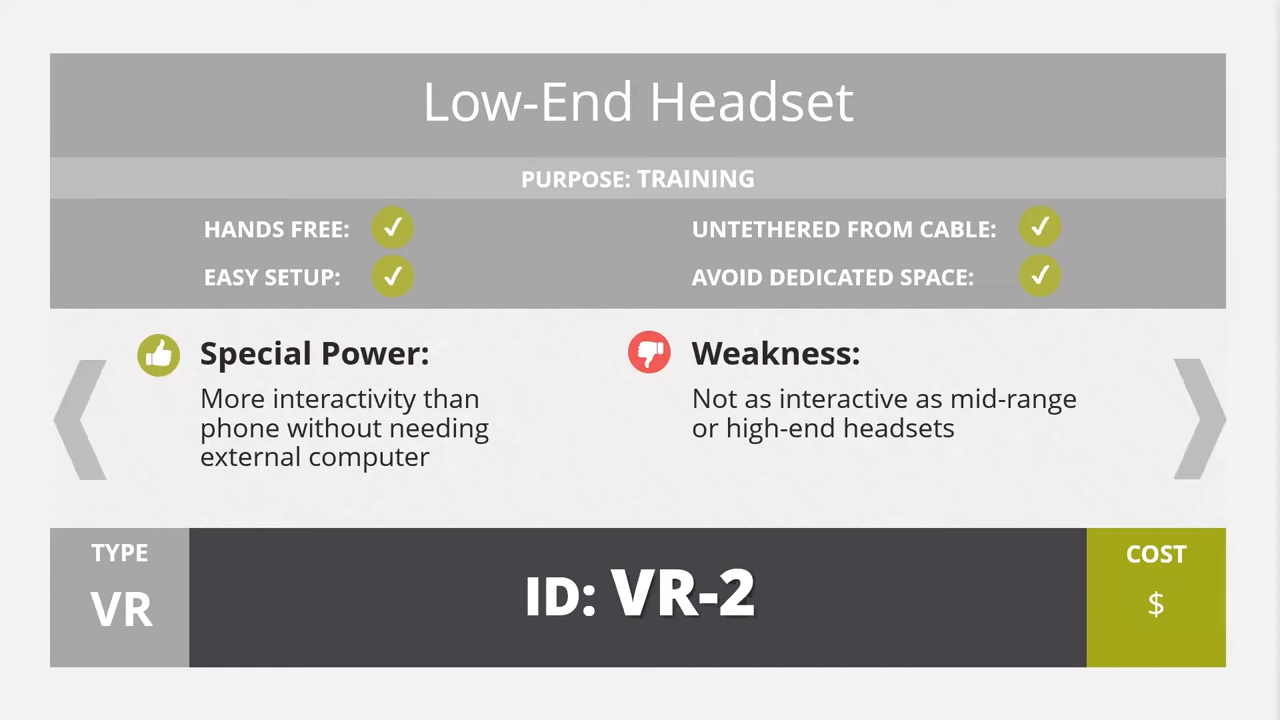 Low-End Headset
PURPOSE: TRAINING
HANDS FREE:
UNTETHERED FROM CABLE:
EASY SETUP:
AVOID DEDICATED SPACE:
Special Power:
More interactivity than
phone without needing
external computer
Weakness:
Not as interactive as mid-range
or high-end headsets
TYPE
VR
ID: VR-2
COST
$